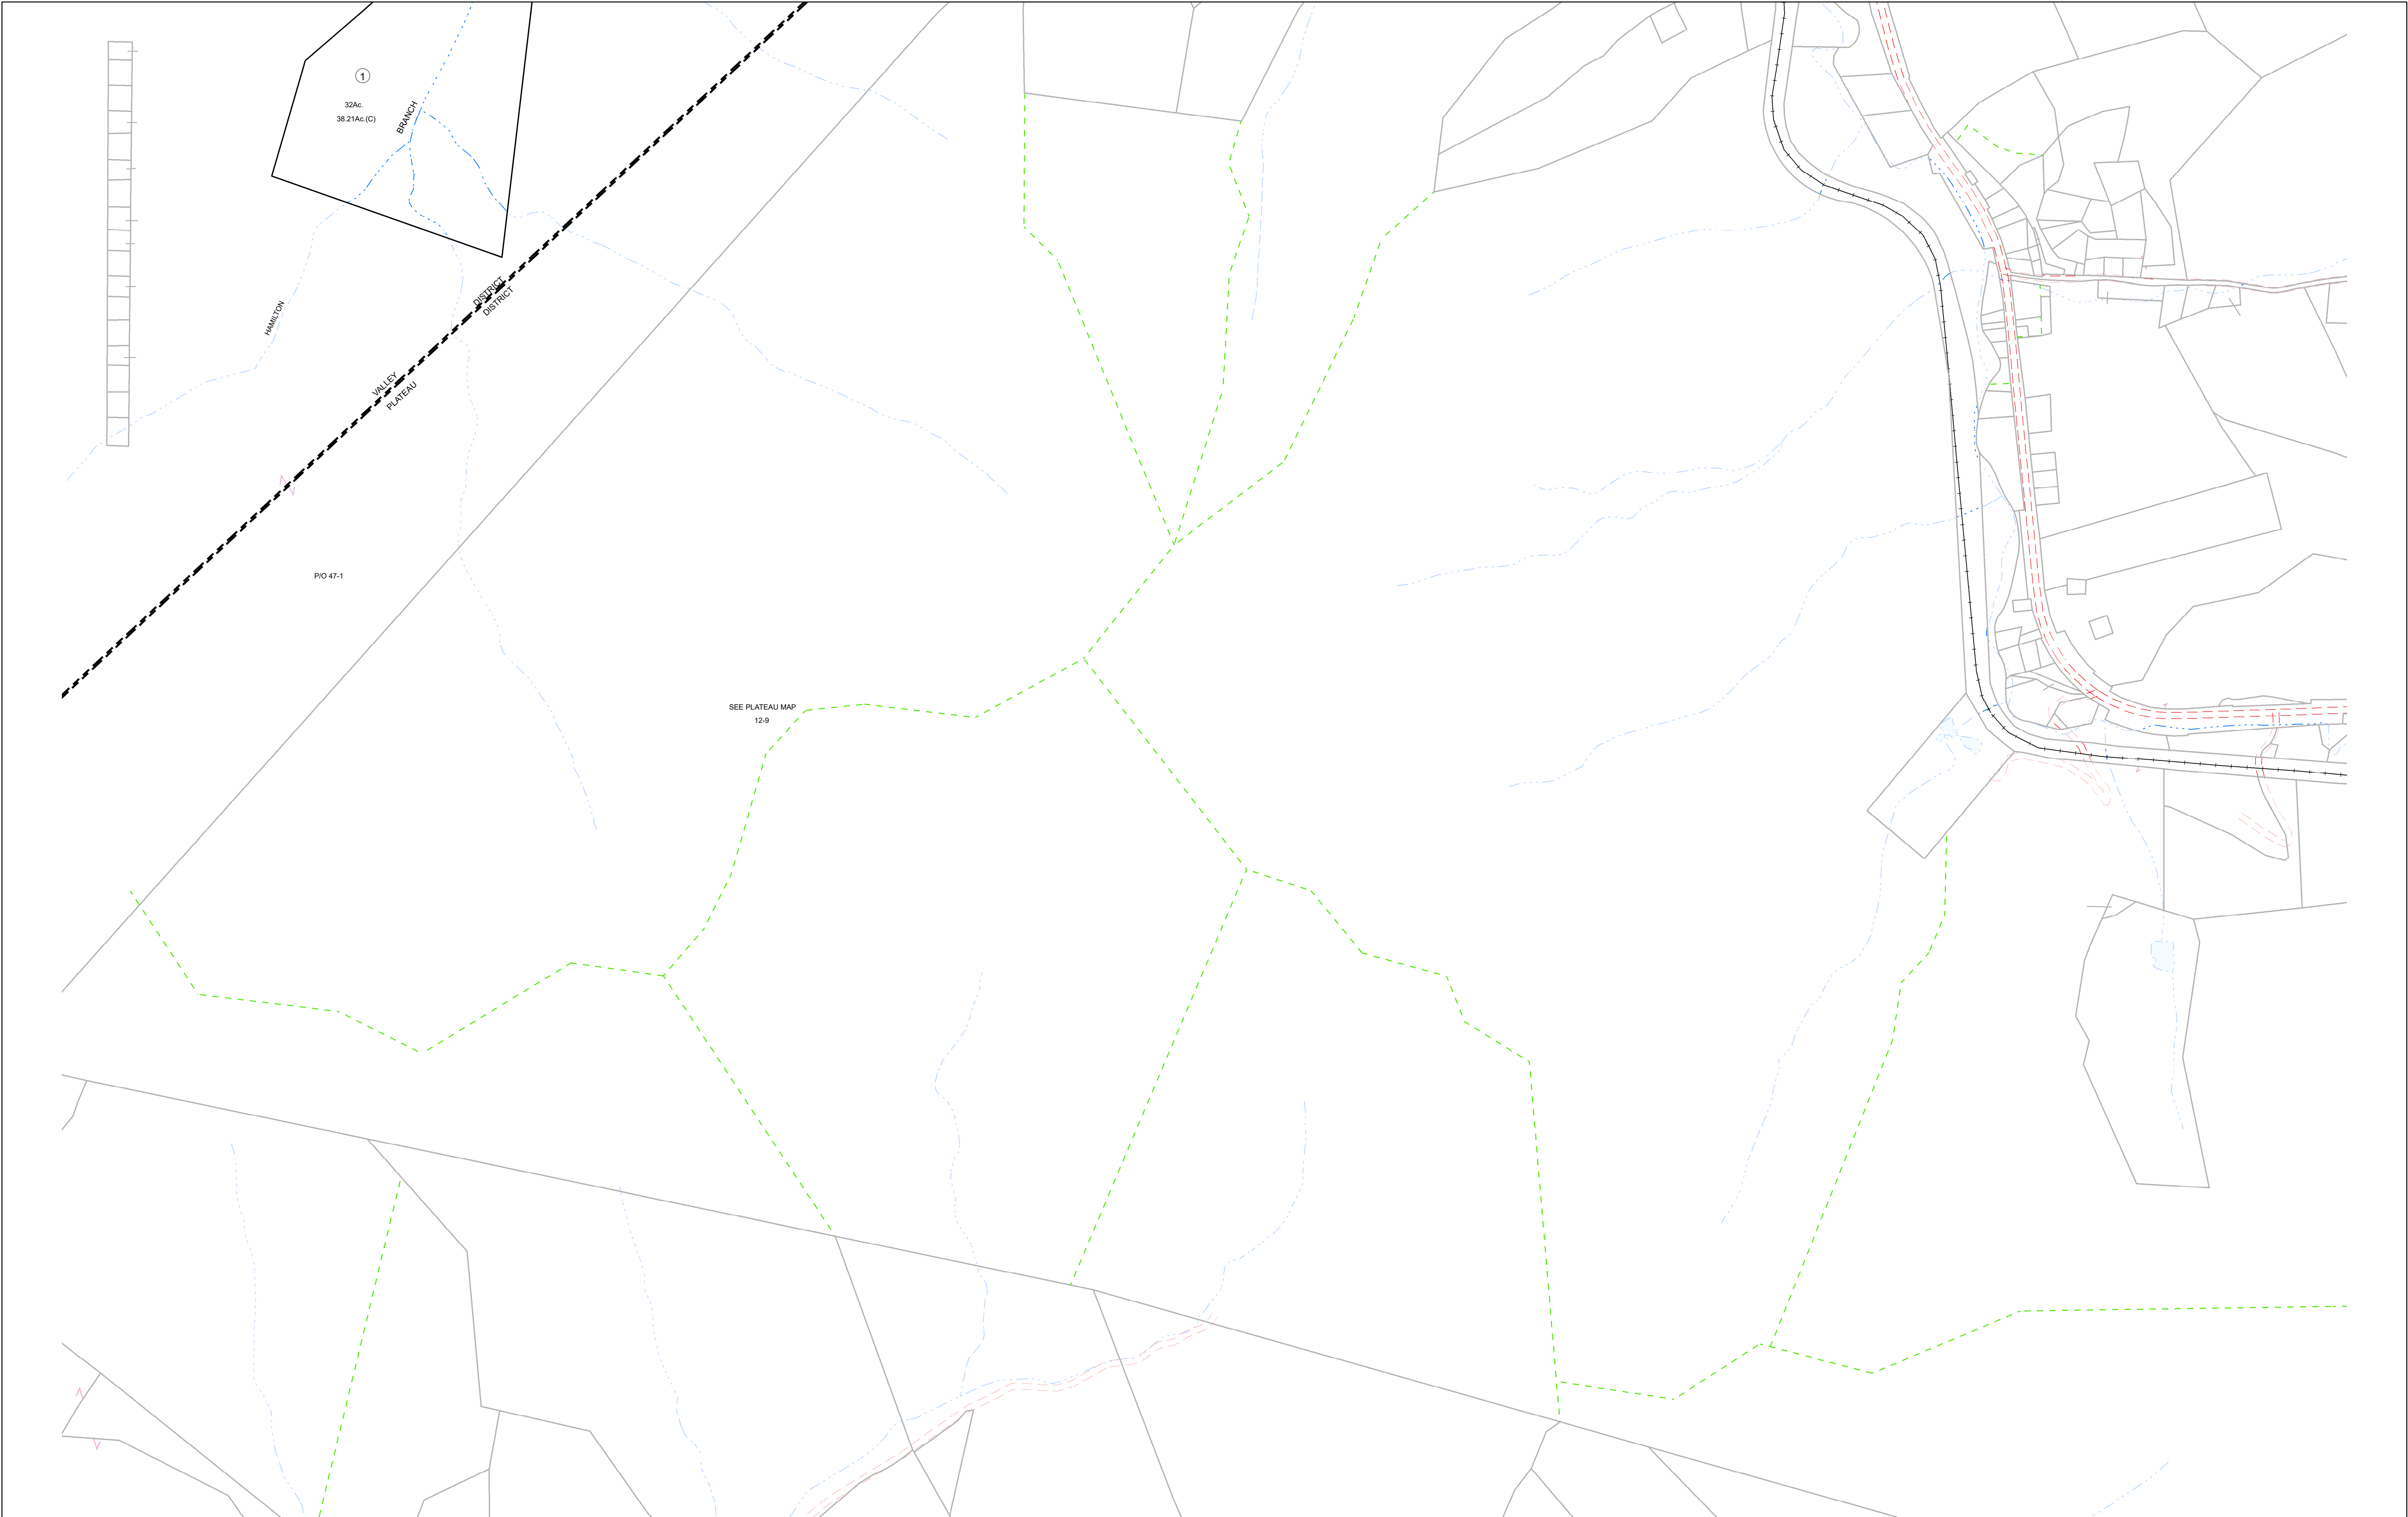 1
32Ac.
38.21Ac.(C)
BRANCH
HAMILTON
DISTRICT
DISTRICT
VALLEY
PLATEAU
P/O 47-1
SEE PLATEAU MAP
12-9